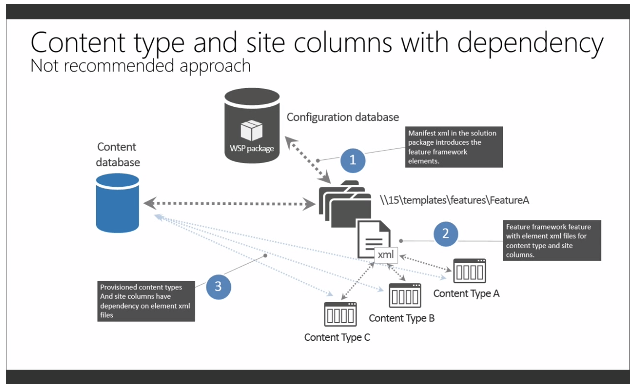 Content type and site columns with dependency
Not recommended approach
Configuration database
WSP package
Manifest xml in the solution
package introduces the
feature framework
elements.
1
Content
database
\\15\templates\features\FeatureA
2
Feature framework feature
with element xml files for
content type and site
columns.
xml
Content Type A
3
Provisioned content types
And site columns have
dependency on element xml
files
Content Type B
Content Type C